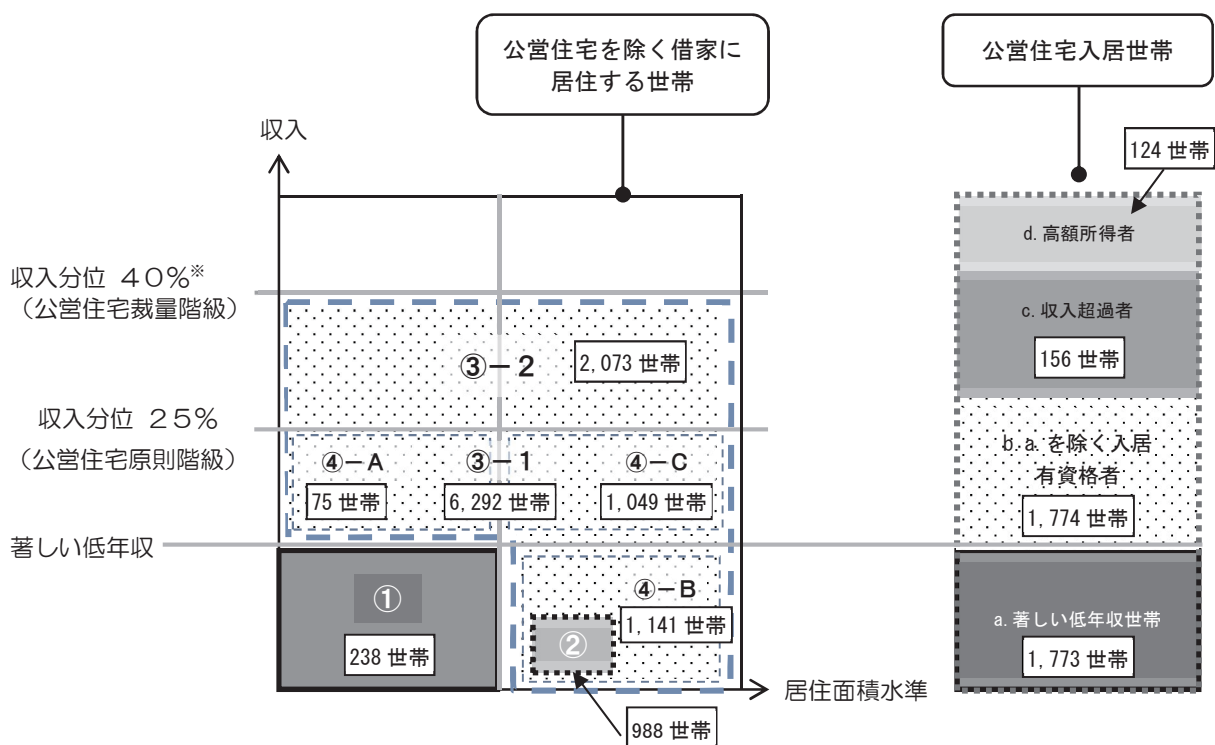 公営住宅を除く借家に
居住する世帯
公営住宅入居世帯
収入
124 世帯
d. 高額所得者
収入分位 40%※
(公営住宅裁量階級)
c. 収入超過者
156 世帯
③-2
2,073 世帯
収入分位 25%
(公営住宅原則階級)
④-A
③-1
④-C
75 世帯
6,292 世帯
1,049 世帯
b. a. を除く入居
有資格者
1,774 世帯
著しい低年収
①
238 世帯
④-B
1,141 世帯
②
a. 著しい低年収世帯
1,773 世帯
居住面積水準
988 世帯